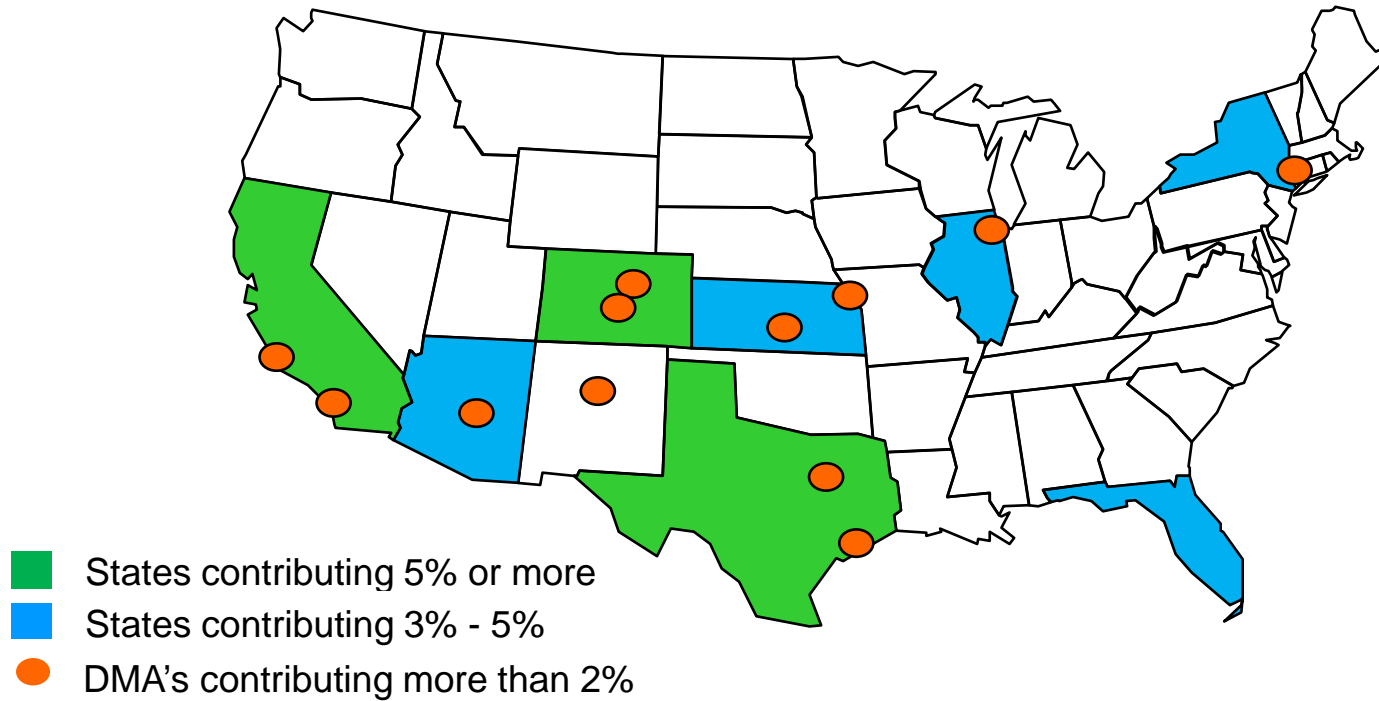 States contributing 5% or more
States contributing 3% - 5%
DMA's contributing more than 2%